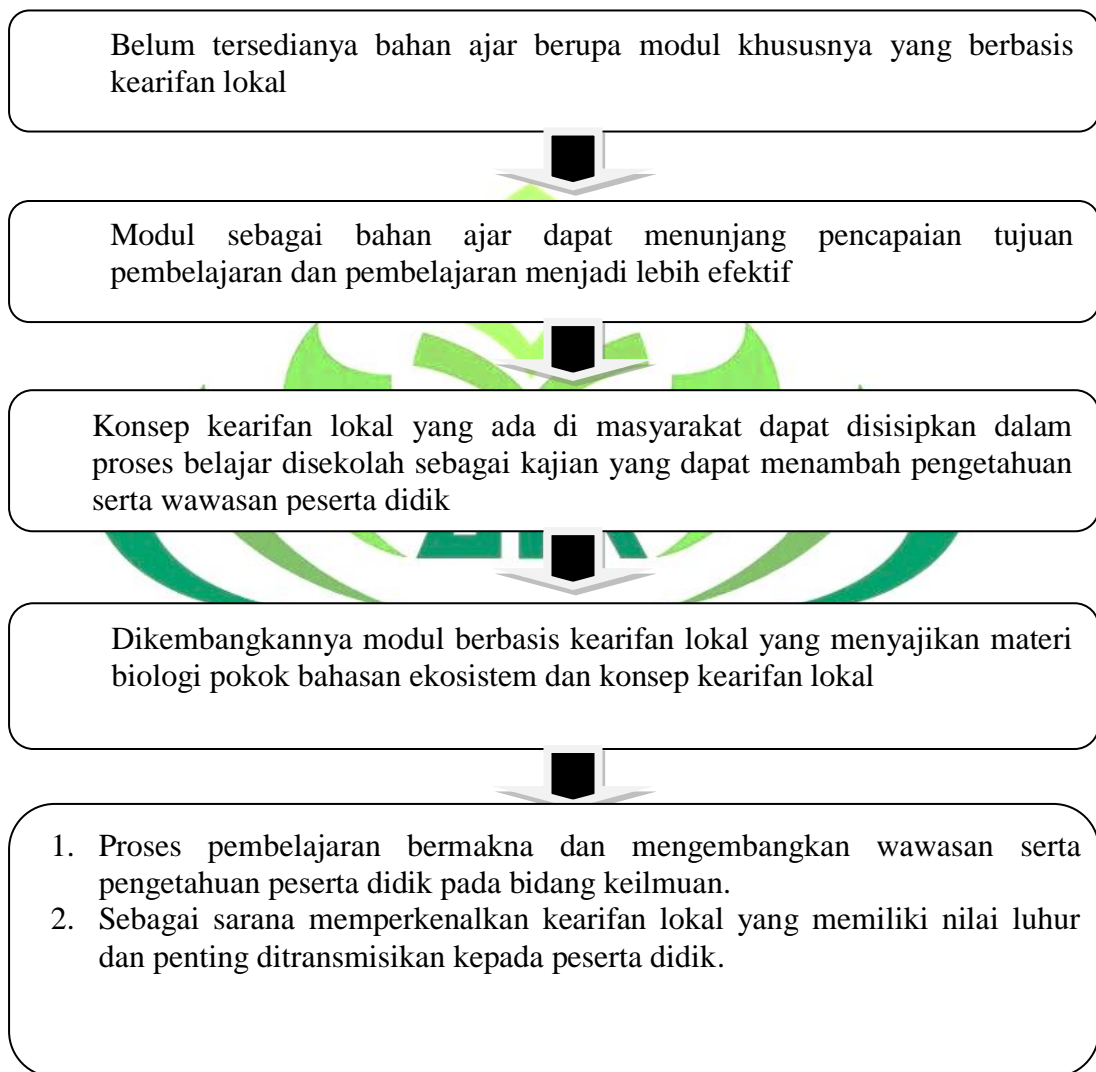 Belum tersedianya bahan ajar berupa modul khususnya yang berbasis
kearifan lokal
Modul sebagai bahan ajar dapat menunjang pencapaian tujuan
pembelajaran dan pembelajaran menjadi lebih efektif
Konsep kearifan lokal yang ada di masyarakat dapat disisipkan dalam
proses belajar disekolah sebagai kajian yang dapat menambah pengetahuan
serta wawasan peserta didik
Dikembangkannya modul berbasis kearifan lokal yang menyajikan materi
biologi pokok bahasan ekosistem dan konsep kearifan lokal
1. Proses pembelajaran bermakna dan mengembangkan wawasan serta
pengetahuan peserta didik pada bidang keilmuan.
2. Sebagai sarana memperkenalkan kearifan lokal yang memiliki nilai luhur
dan penting ditransmisikan kepada peserta didik.